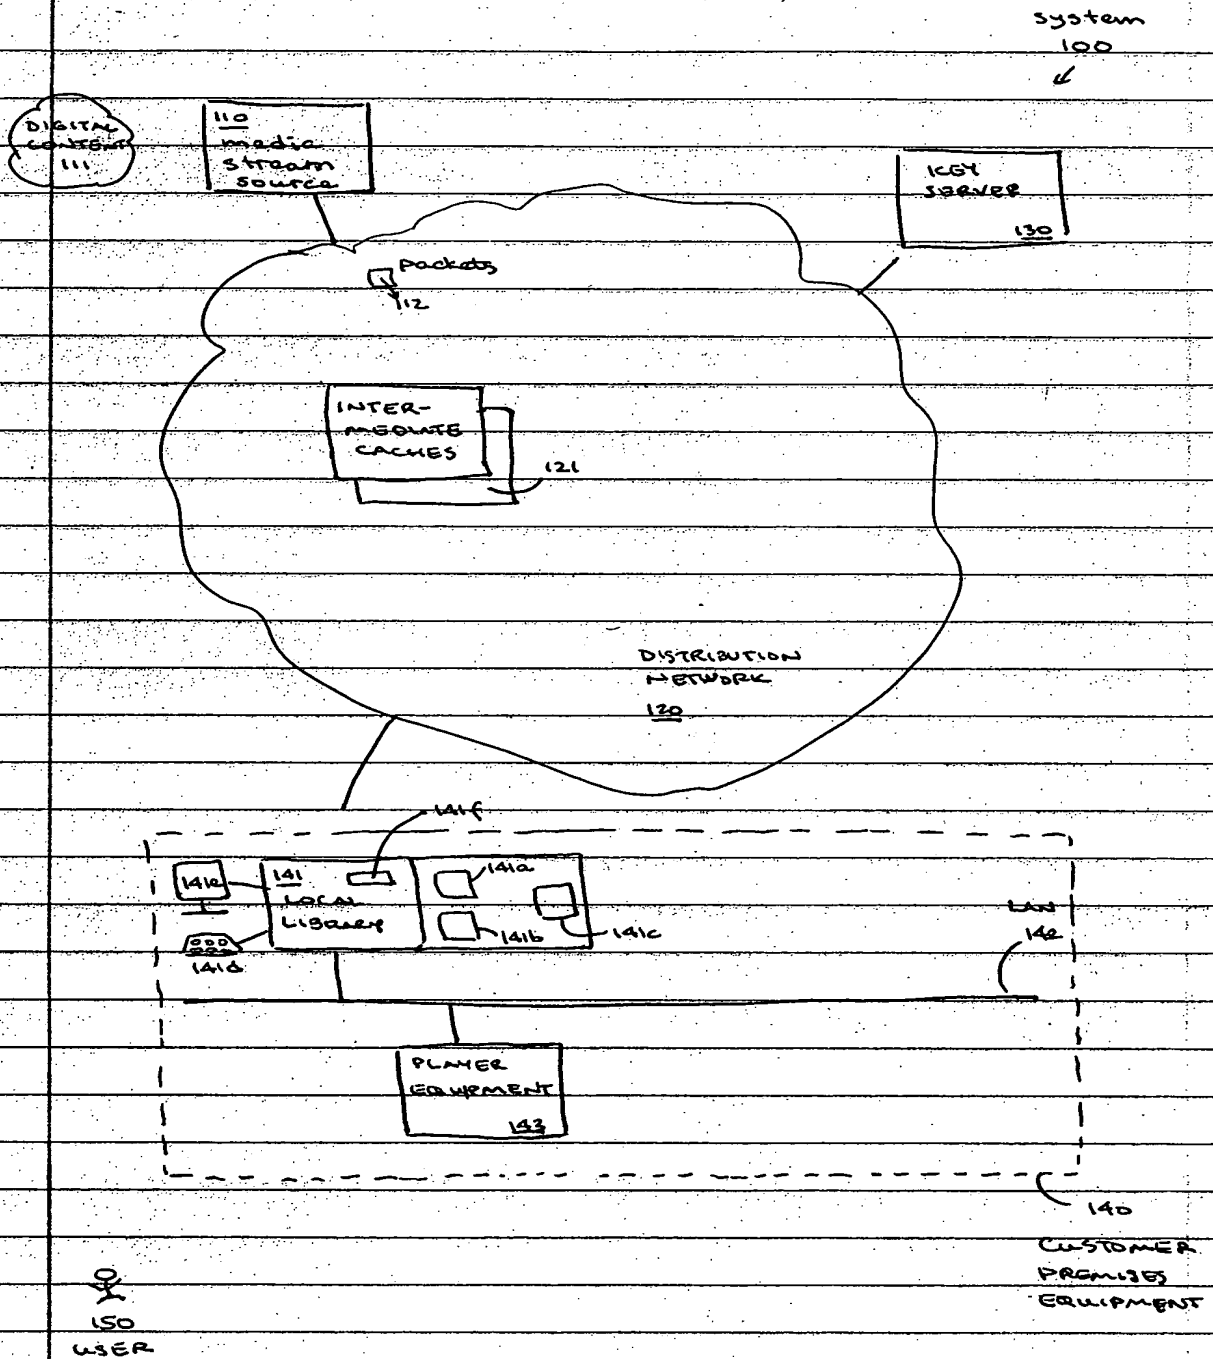 system
100
DIGITAL
CONTENT
111
110
media
stream
source
KEY
SERVER
130
packets
112
INTER-
MEDIATE
CACHES
121
DISTRIBUTION
NETWORK
120
141f
141e
141
LOCAL
LIBRARY
141a
141b
141c
141d
LAN
142
PLAYER
EQUIPMENT
143
140
CUSTOMER
PREMISES
EQUIPMENT
150
USER